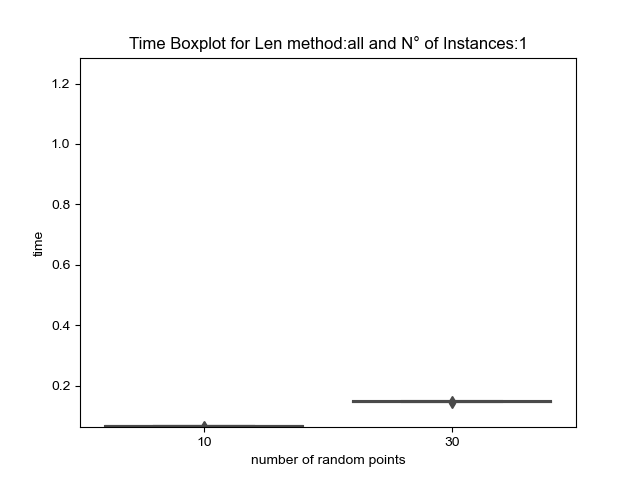 Time Boxplot for Len method:all and N° of Instances:1
1.2
1.0
0.8
0.6
0.4
0.2
time
10 30
number of random points